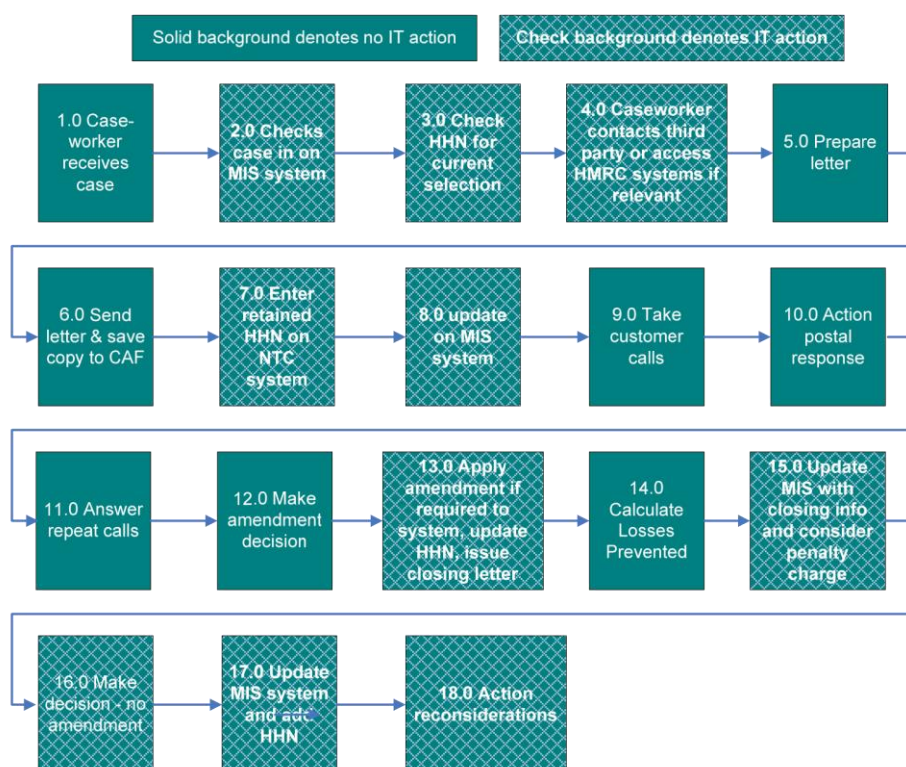 Solid background denotes no IT action
Check background denotes IT action
1.0 Case-
worker
receives
case
2.0 Checks
case in on
MIS system
3.0 Check
HHN for
current
selection
4.0 Caseworker
contacts third
party or access
HMRC systems if
relevant
5.0 Prepare
letter
6.0 Send
letter & save
copy to CAF
7.0 Enter
retained
HHN on
NTC
system
8.0 update
on MIS
system
9.0 Take
customer
calls
10.0 Action
postal
response
11.0 Answer
repeat calls
12.0 Make
amendment
decision
13.0 Apply
amendment if
required to
system, update
HHN, issue
closing letter
14.0
Calculate
Losses
Prevented
15.0 Update
MIS with
closing info
and consider
penalty
charge
16.0 Make
decision - no
amendment
17.0 Update
MIS system
and add
HHN
18.0 Action
reconsiderations